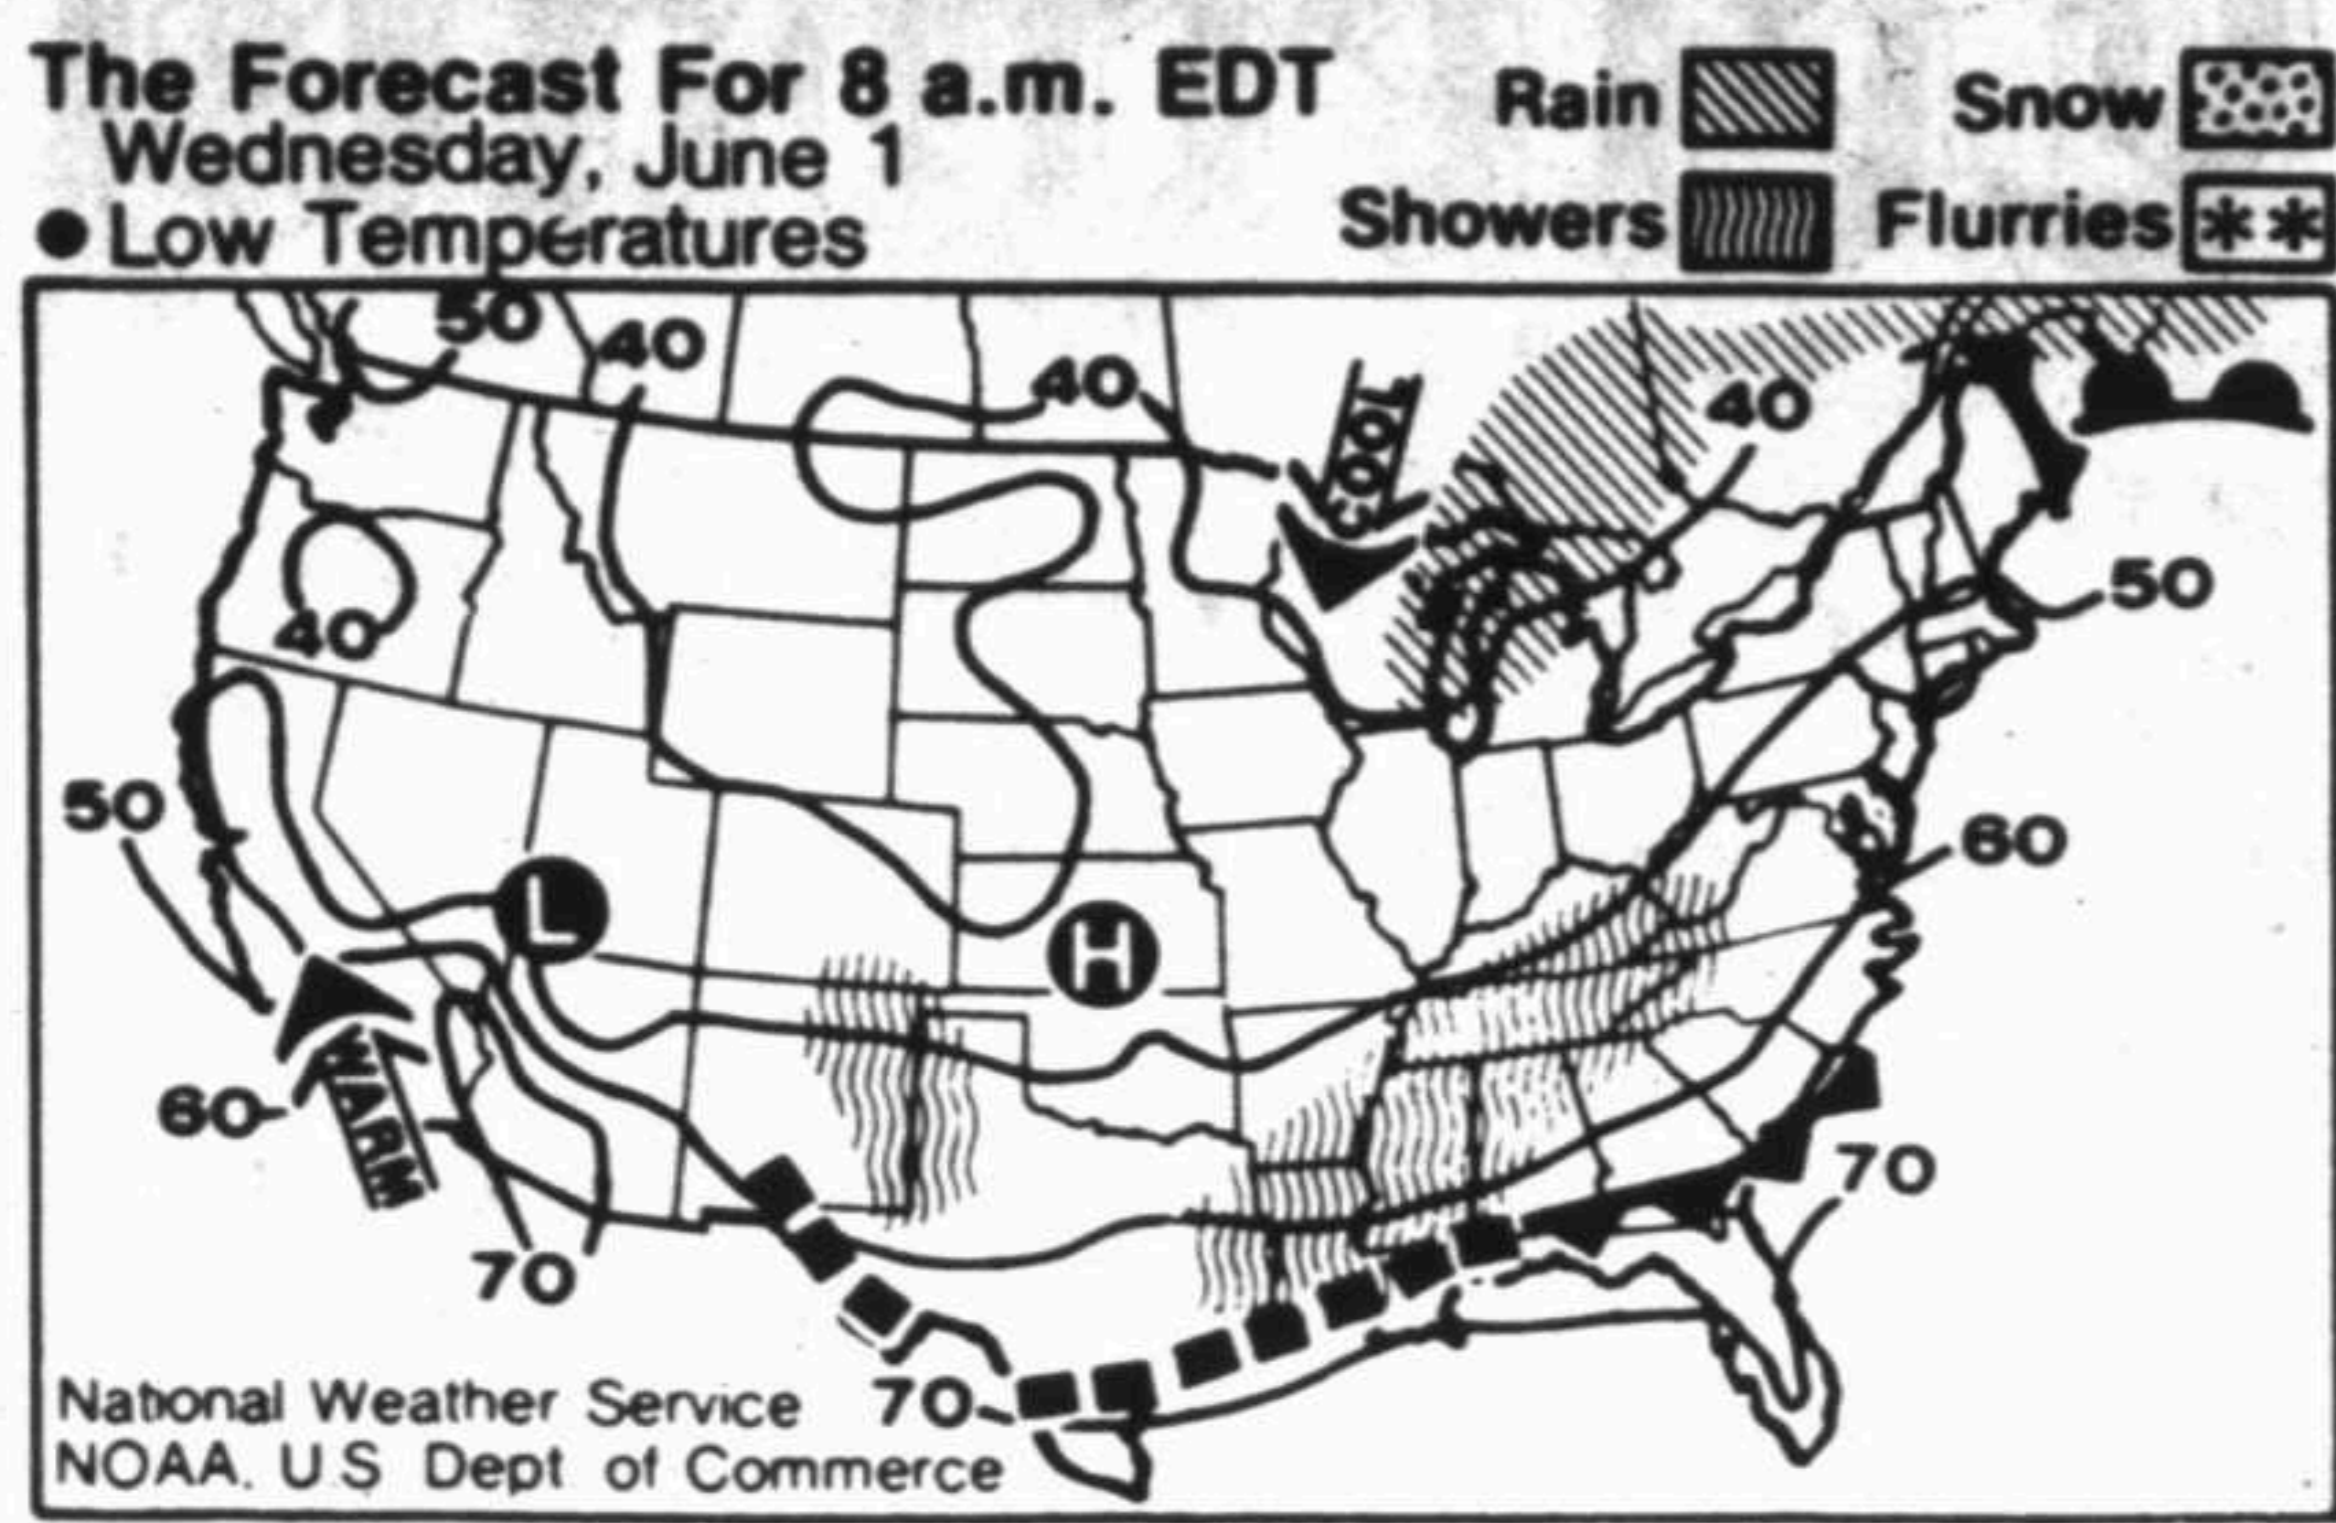 The Forecast For 8 a.m. EDT
Wednesday, June 1
● Low Temperatures
Rain
Snow
Showers
Flurries
50
40
40
40
COOL
50
40
50
60
L
H
WARM
60
70
70
70
National Weather Service
NOAA. U.S Dept of Commerce